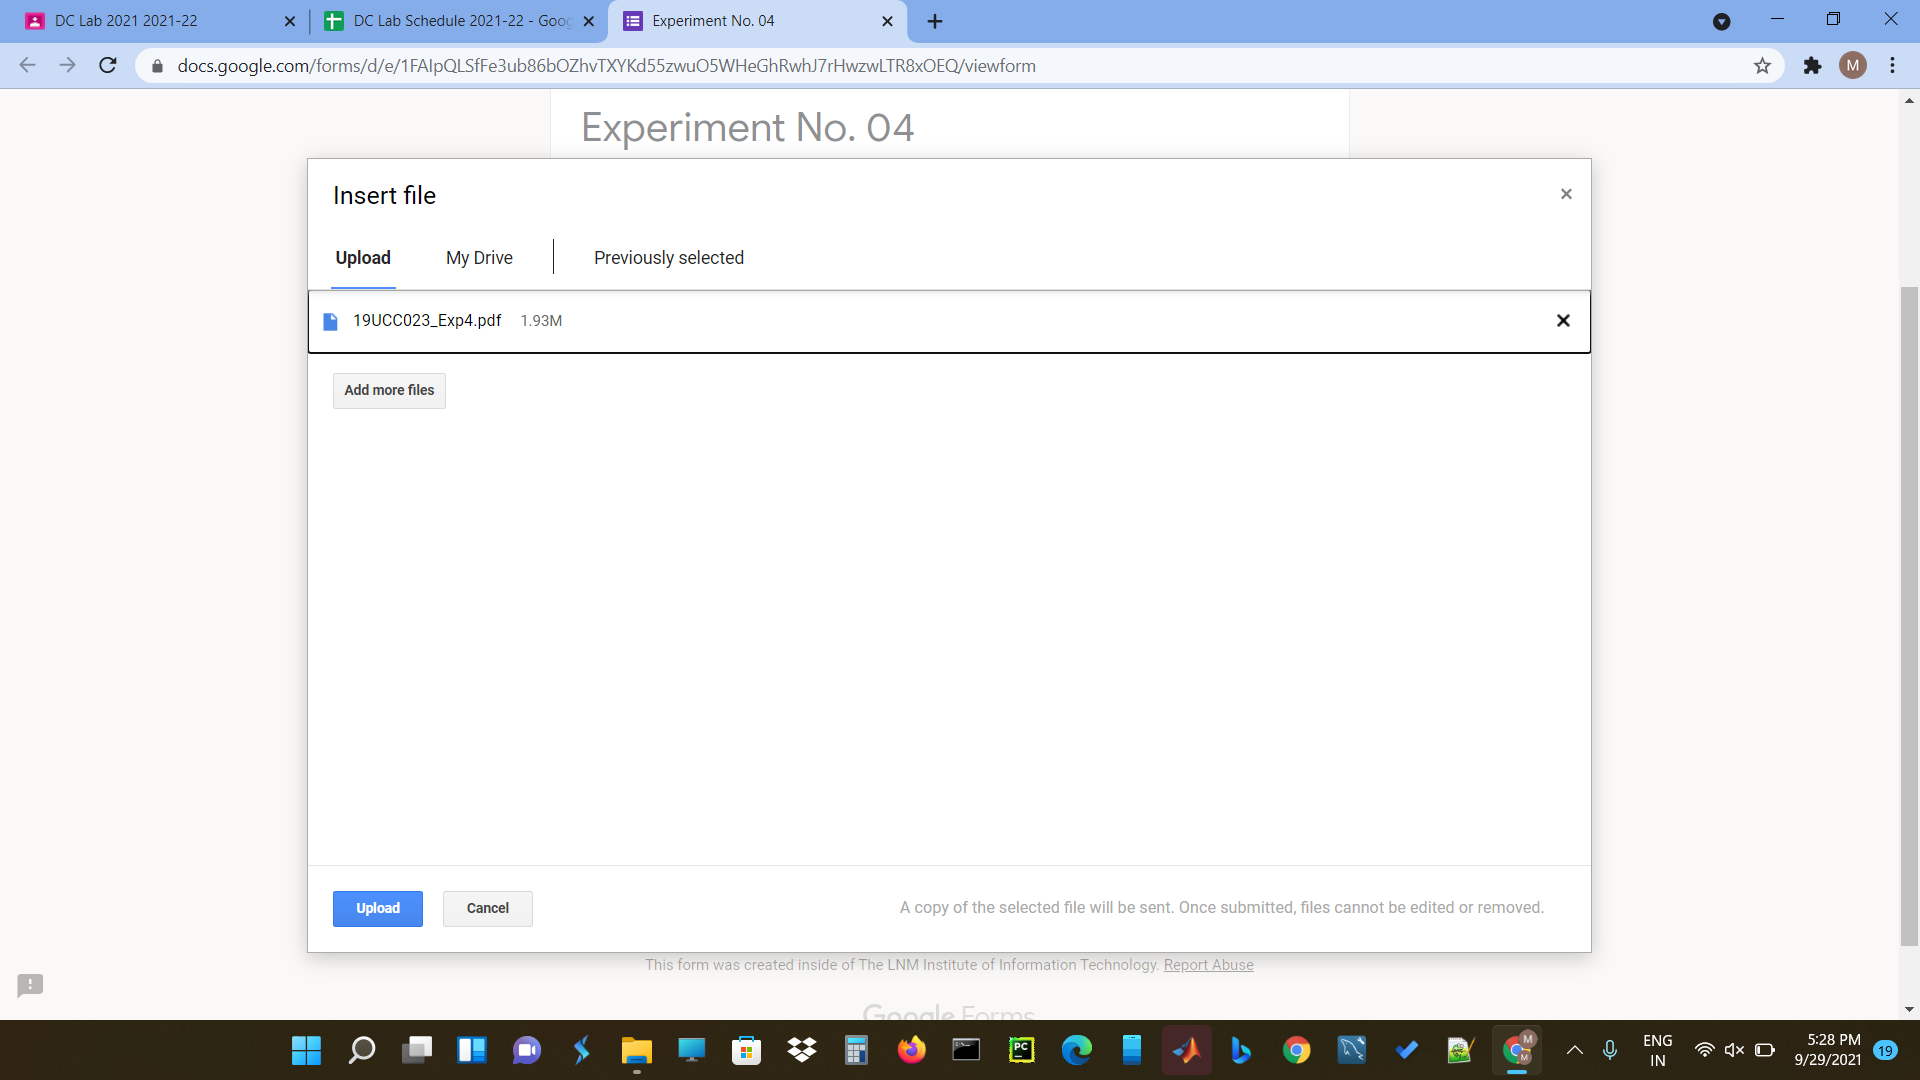 DC Lab 2021 2021-22
DC Lab Schedule 2021-22 - Goog
Experiment No. 04
docs.google.com/forms/d/e/1FAIpQLSfFe3ub86bOZhvTXYKd55zwuO5WHeGhRwhJ7rHwzwLTR8xOEQ/viewform
M
Experiment No. 04
Insert file
Upload
My Drive
Previously selected
19UCC023_Exp4.pdf 1.93M
Add more files
Upload
Cancel
A copy of the selected file will be sent. Once submitted, files cannot be edited or removed.
This form was created inside of The LNM Institute of Information Technology. Report Abuse
Google Forms
PC
M
M
ENG
IN
5:28 PM
9/29/2021
19